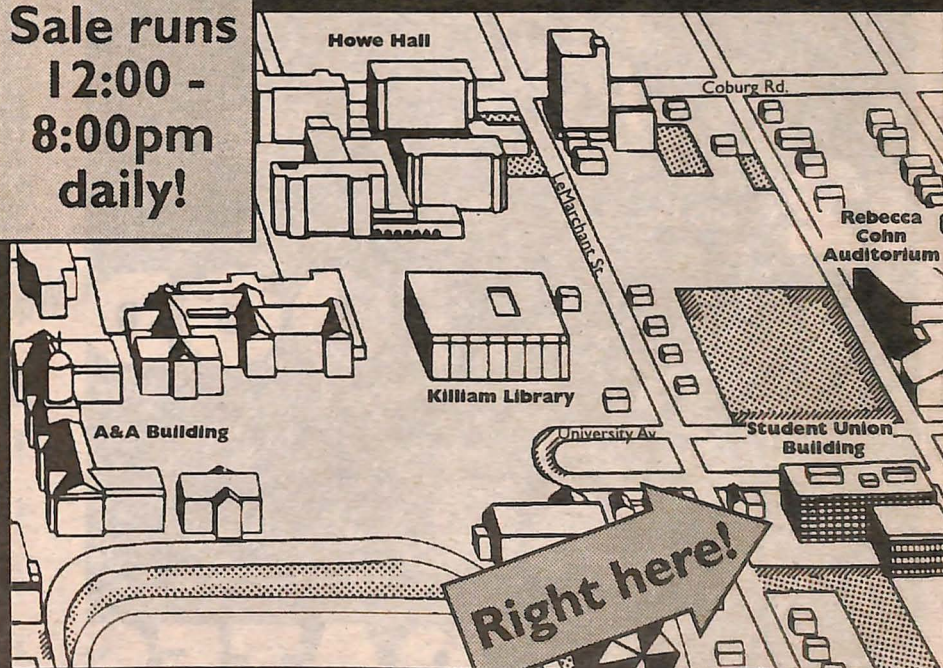 Sale runs
12:00 -
8:00pm
daily!
Howe Hall
Coburg Rd.
LeMarchant St.
Rebecca
Cohn
Auditorium
Killiam Library
A&A Building
University Av
Student Union
Building
Right here!